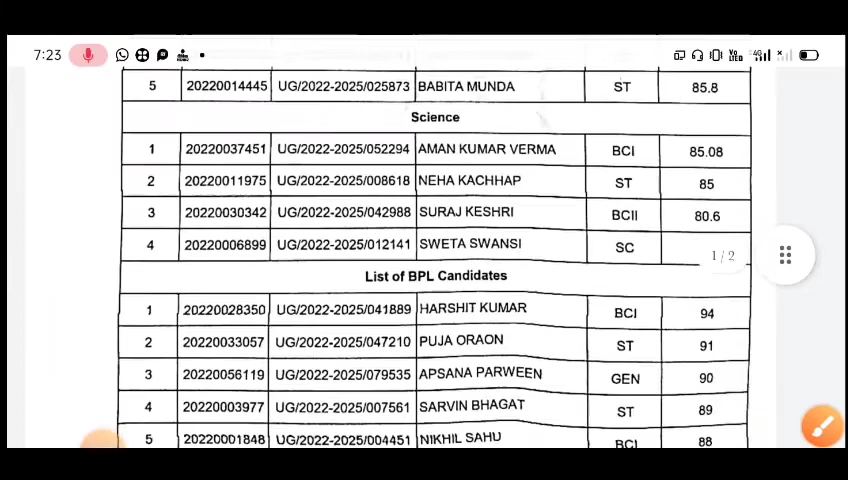 7:23 4G
5 20220014445 UG/2022-2025/025873 BABITA MUNDA ST 85.8
Science
1 20220037451 UG/2022-2025/052294 AMAN KUMAR VERMA BCI 85.08
2 20220011975 UG/2022-2025/008618 NEHA KACHHAP ST 85
3 20220030342 UG/2022-2025/042988 SURAJ KESHRI BCII 80.6
4 20220006899 UG/2022-2025/012141 SWETA SWANSI SC
1/2
List of BPL Candidates
1 20220028350 UG/2022-2025/041889 HARSHIT KUMAR BCI 94
2 20220033057 UG/2022-2025/047210 PUJA ORAON ST 91
3 20220056119 UG/2022-2025/079535 APSANA PARWEEN GEN 90
4 20220003977 UG/2022-2025/007561 SARVIN BHAGAT ST 89
5 20220001848 UG/2022-2025/004451 NIKHIL SAHU BCI 88